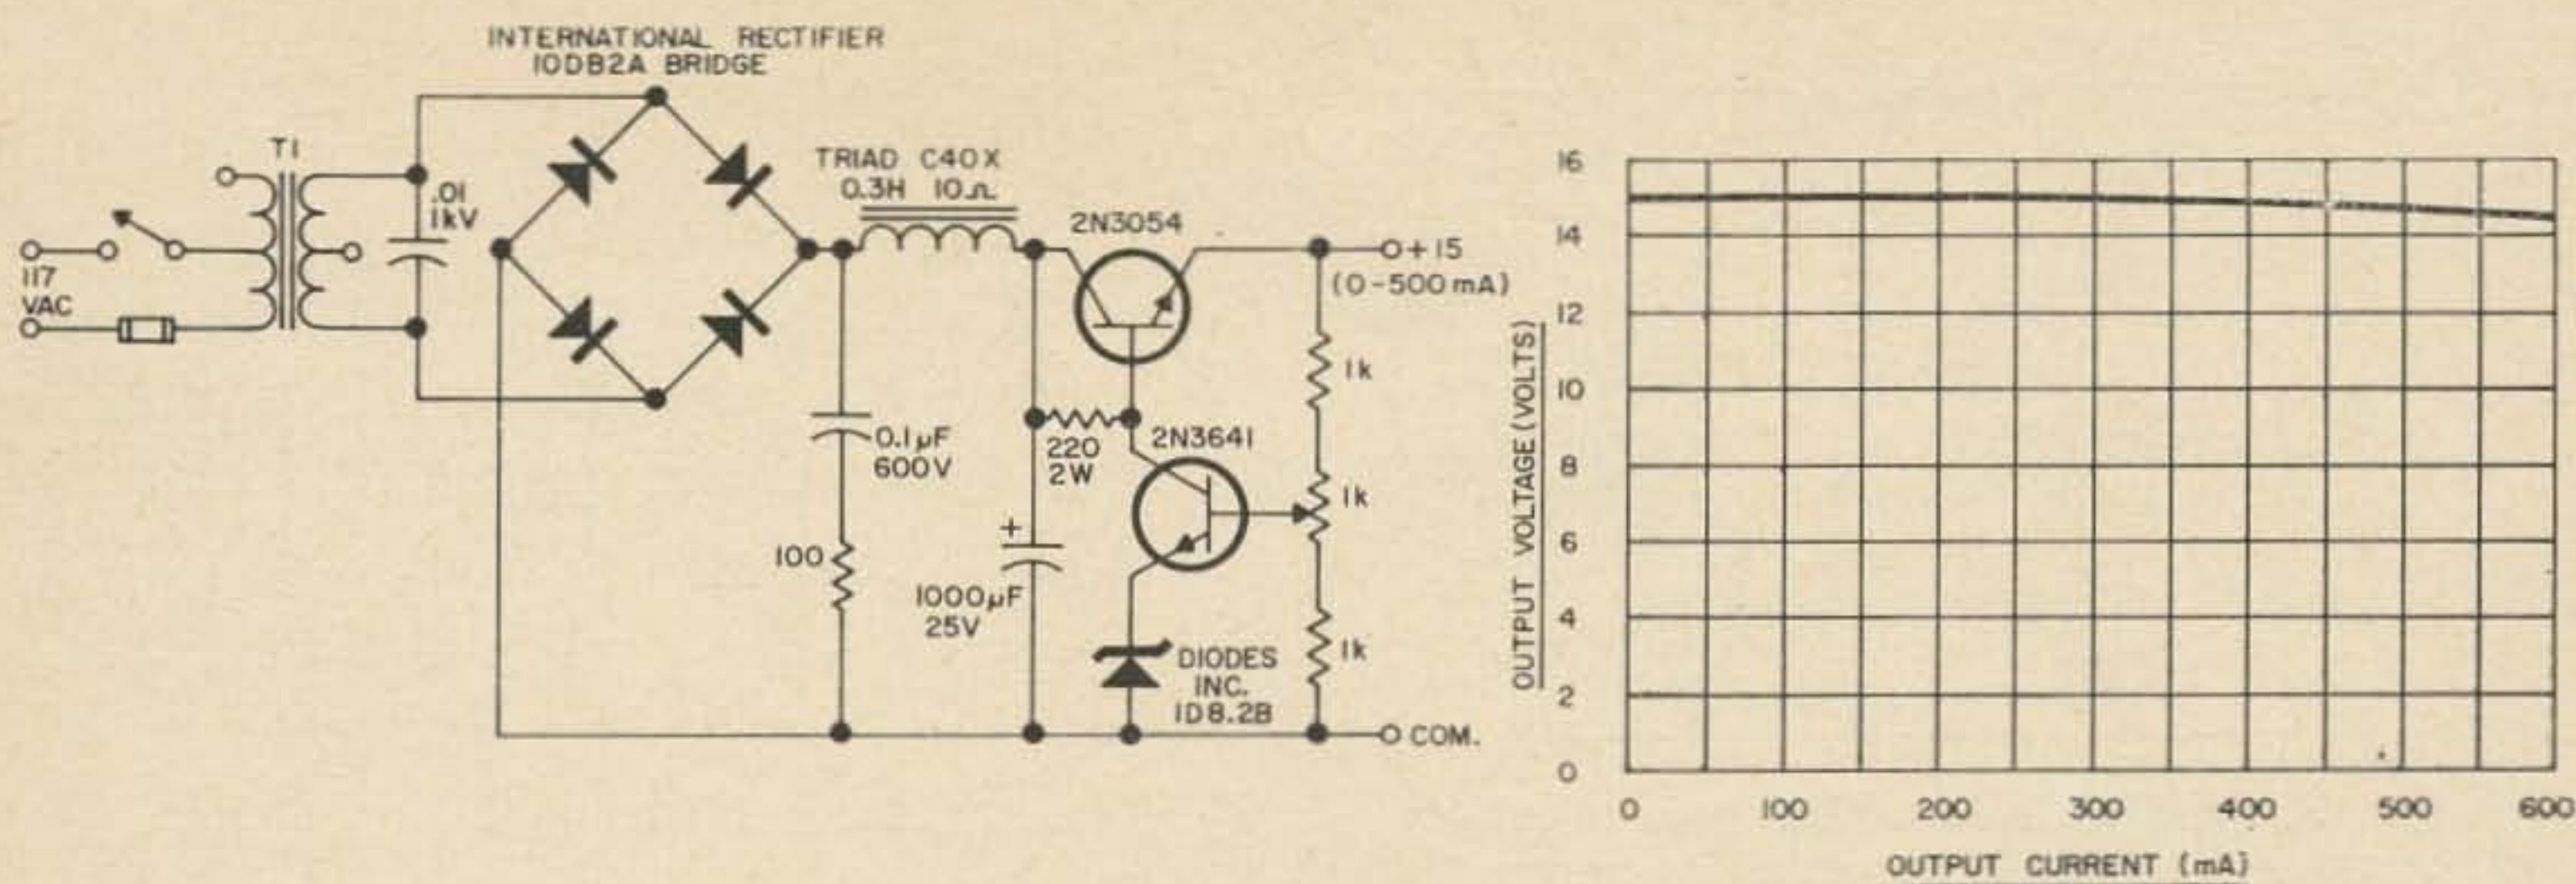 INTERNATIONAL RECTIFIER
10DB2A BRIDGE
T1
.01
1kV
117
VAC
TRIAD C40X
0.3H 10Ω
2N3054
+15
(0-500mA)
1k
0.1µF
600V
220
2W
2N3641
1k
100
+
1000µF
25V
DIODES
INC.
1D8.2B
1k
COM.
OUTPUT VOLTAGE (VOLTS)
16
14
12
10
8
6
4
2
0
0 100 200 300 400 500 600
OUTPUT CURRENT (mA)